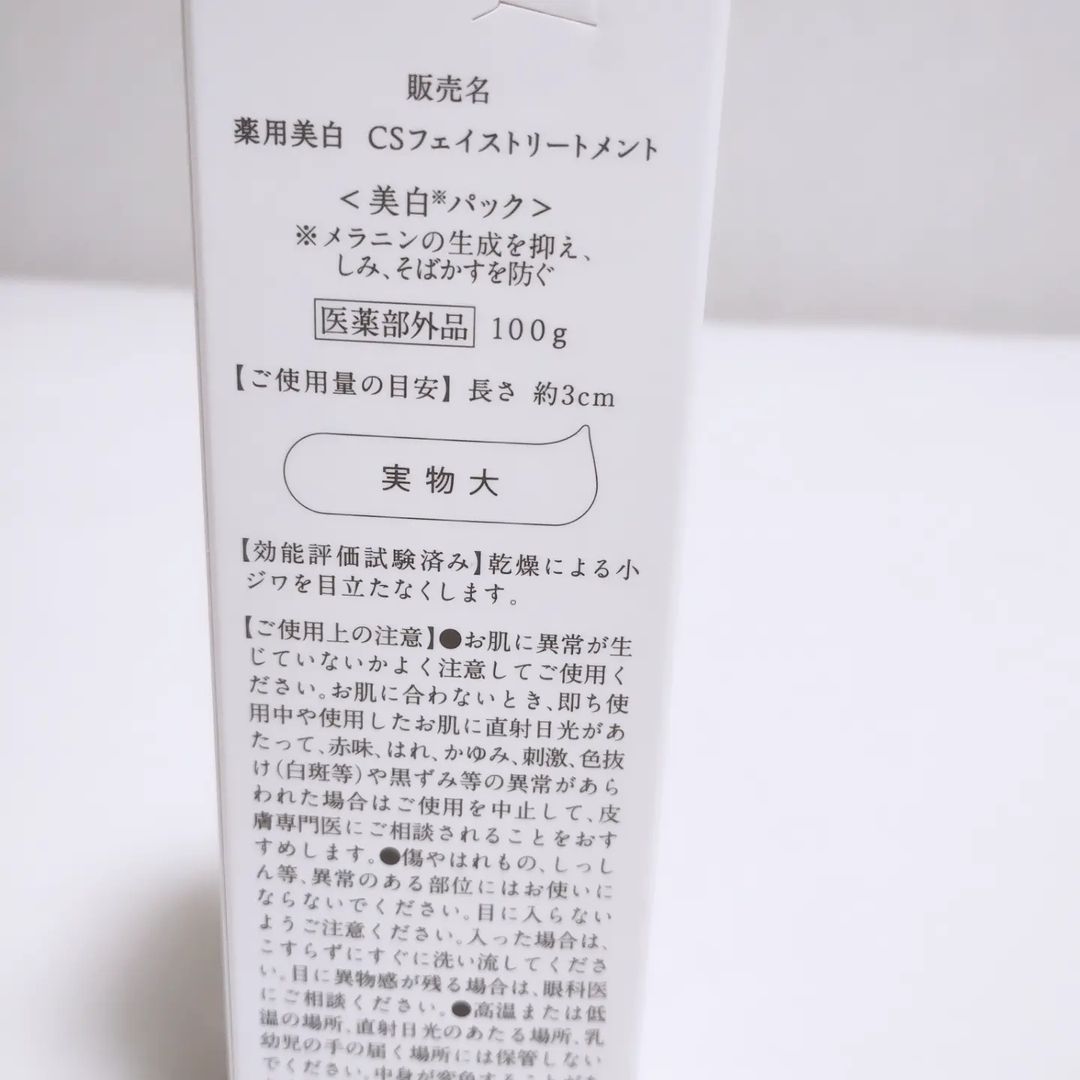 販売名
薬用美白 CSフェイストリートメント
＜美白※パック＞
※メラニンの生成を抑え、
しみ、そばかすを防ぐ
医薬部外品 100g
【ご使用量の目安】長さ 約3cm
実物大
【効能評価試験済み】乾燥による小
ジワを目立たなくします。
【ご使用上の注意】●お肌に異常が生
じていないかよく注意してご使用く
ださい。お肌に合わないとき、即ち使
用中や使用したお肌に直射日光があ
たって、赤味、はれ、かゆみ、刺激、色抜
け(白斑等)や黒ずみ等の異常があら
われた場合はご使用を中止して、皮
膚専門医にご相談されることをおす
すめします。●傷やはれもの、しっし
ん等、異常のある部位にはお使いに
ならないでください。目に入らない
ようご注意ください。入った場合は、
こすらずにすぐに洗い流してくださ
い。目に異物感が残る場合は、眼科医
にご相談ください。●高温または低
温の場所、直射日光のあたる場所、乳
幼児の手の届く場所には保管しない
でください。中身が変色することが